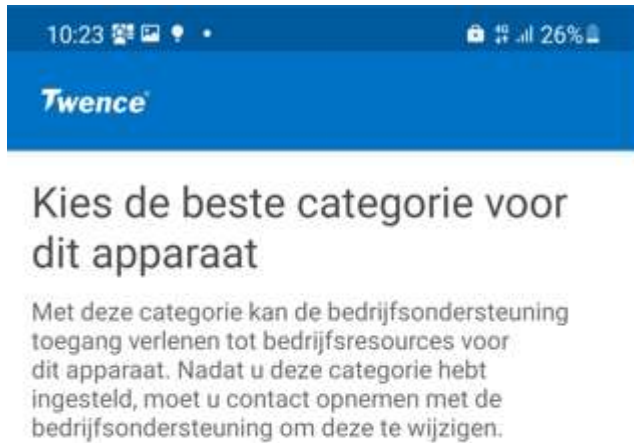 10:23 26%
Twence
Kies de beste categorie voor
dit apparaat
Met deze categorie kan de bedrijfsondersteuning
toegang verlenen tot bedrijfsresources voor
dit apparaat. Nadat u deze categorie hebt
ingesteld, moet u contact opnemen met de
bedrijfsondersteuning om deze te wijzigen.